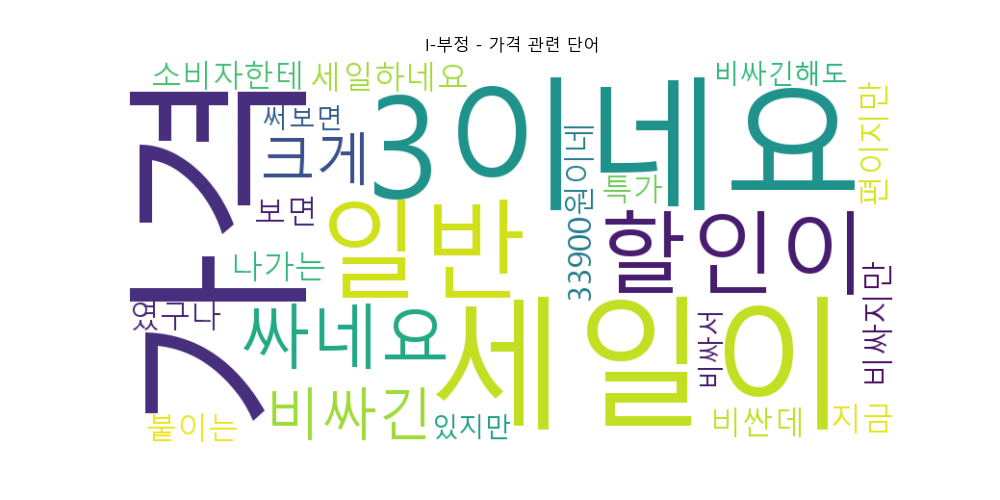 I-부정 - 가격 관련 단어
소비자한테
세일하네요
비싸긴해도
가격
3이네요
써보면
크게
편이지만
33900원이네
특가
보면
일반
할인이
나가는
였구나
싸네요
세일이
비싸서
비싸지만
비싸긴
붙이는
있지만
비싼데
지금